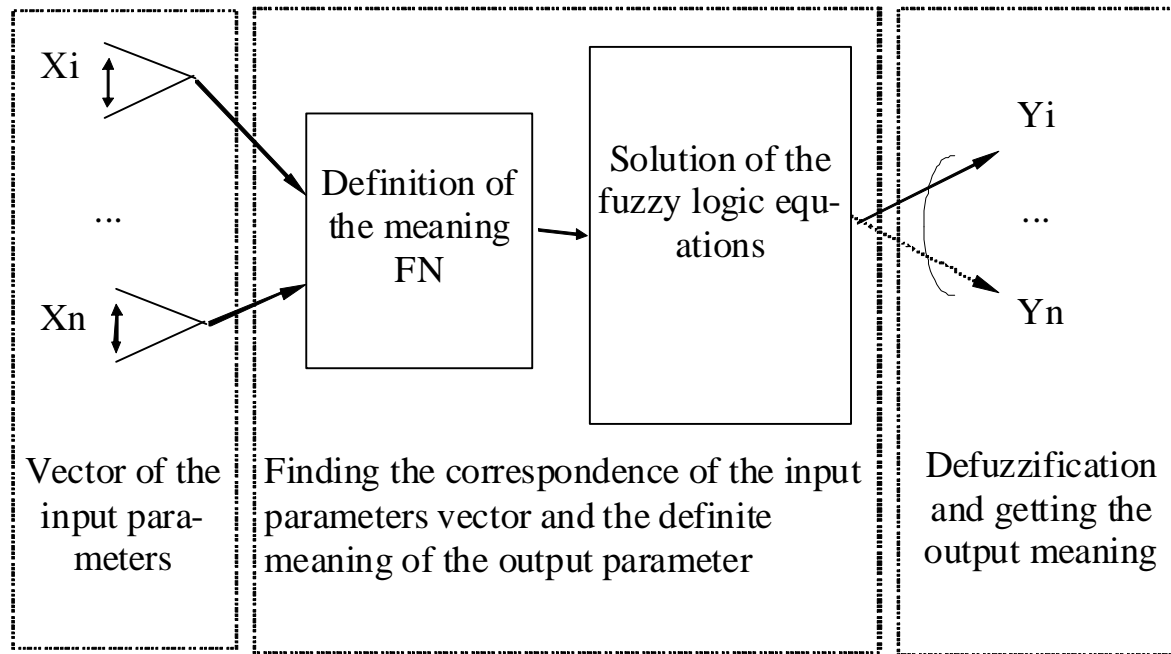 Xi
...
Xn
Vector of the
input para-
meters
Definition of
the meaning
FN
Solution of the
fuzzy logic equ-
ations
Finding the correspondence of the input
parameters vector and the definite
meaning of the output parameter
Yi
...
Yn
Defuzzification
and getting the
output meaning